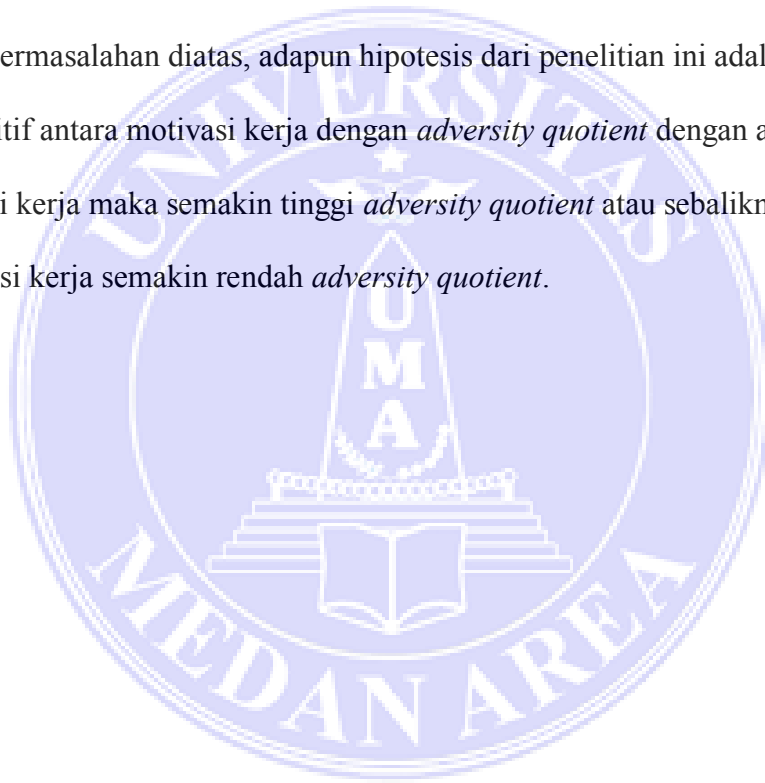 ermasalahan diatas, adapun hipotesis dari penelitian ini adal
itif antara motivasi kerja dengan adversity quotient dengan a
i kerja maka semakin tinggi adversity quotient atau sebalikn
si kerja semakin rendah adversity quotient.
UNIVERSITAS
U
M
A
MEDAN AREA